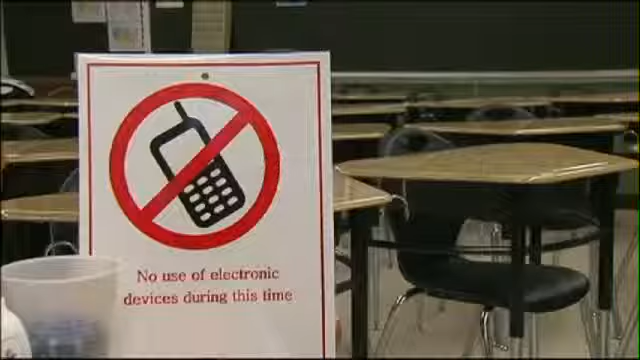 No use of electronic
devices during this time